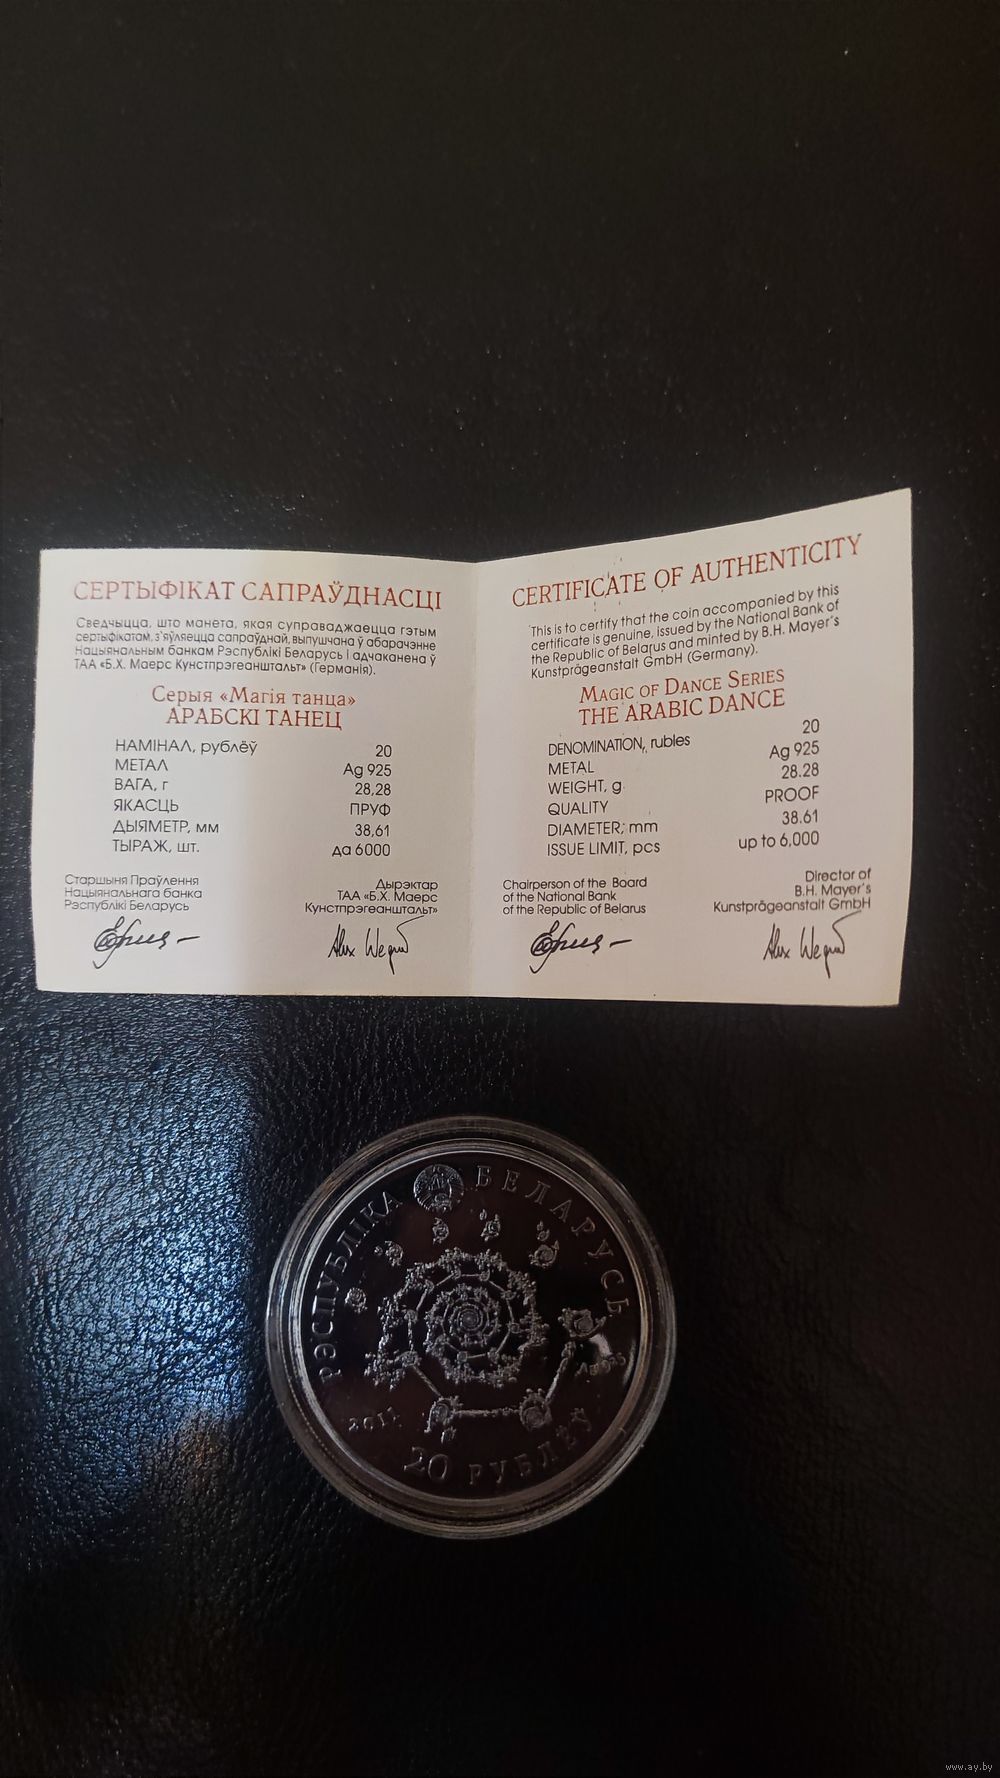 СЕРТЫФІКАТ САПРАЎДНАСЦІ
Сведчыцца, што манета, якая суправаджаецца гэтым
сертыфікатам, з'яўляецца сапраўднай, выпушчана ў абарачэнне
Нацыянальным банкам Рэспублікі Беларусь і адчаканена ў
ТАА «Б.Х. Маерс Кунстпрэгеанштальт» (Германія).
Серыя «Магія танца»
АРАБСКІ ТАНЕЦ
НАМІНАЛ, рублёў 20
МЕТАЛ Ag 925
ВАГА, г 28,28
ЯКАСЦЬ ПРУФ
ДЫЯМЕТР, мм 38,61
ТЫРАЖ, шт. да 6000
Старшыня Праўлення
Нацыянальнага банка
Рэспублікі Беларусь
Дырэктар
ТАА «Б.Х. Маерс
Кунстпрэгеанштальт»
CERTIFICATE OF AUTHENTICITY
This is to certify that the coin accompanied by this
certificate is genuine, issued by the National Bank of
the Republic of Belarus and minted by B.H. Mayer's
Kunstprägeanstalt GmbH (Germany).
MAGIC OF DANCE SERIES
THE ARABIC DANCE
DENOMINATION, rubles 20
METAL Ag 925
WEIGHT, g 28.28
QUALITY PROOF
DIAMETER, mm 38.61
ISSUE LIMIT, pcs up to 6,000
Chairperson of the Board
of the National Bank
of the Republic of Belarus
Director of
B.H. Mayer's
Kunstprägeanstalt GmbH
РЭСПУБЛІКА БЕЛАРУСЬ
Ag 925
20 РУБЛЁЎ
www.ay.by